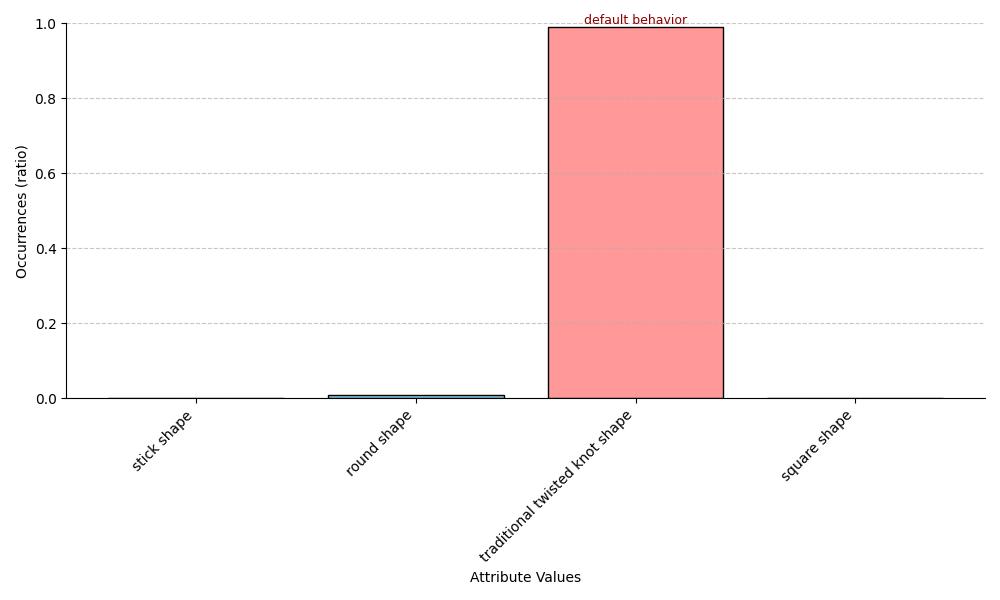 default behavior
1.0
0.8
0.6
0.4
0.2
0.0
Occurrences (ratio)
stick shape
round shape
traditional twisted knot shape
square shape
Attribute Values